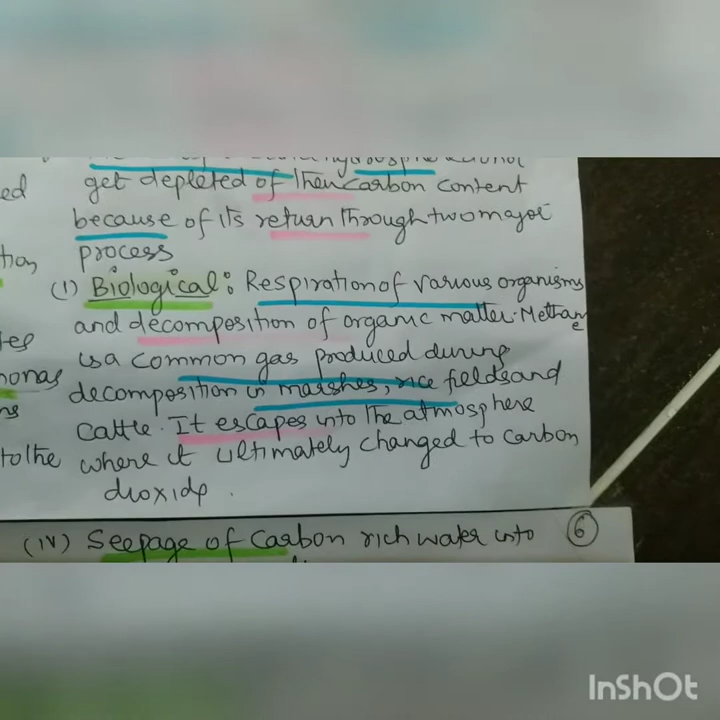 get depleted of their carbon content
because of its return through two major
process
(1) Biological: Respiration of various organisms
and decomposition of organic matter. Methane
is a common gas produced during
decomposition in marshes, rice fields and
cattle. It escapes into the atmosphere
where it ultimately changed to carbon
dioxide.
ed
tion
tes
monas
ns
to the
(IV) Seepage of carbon rich water into
6
InShOt